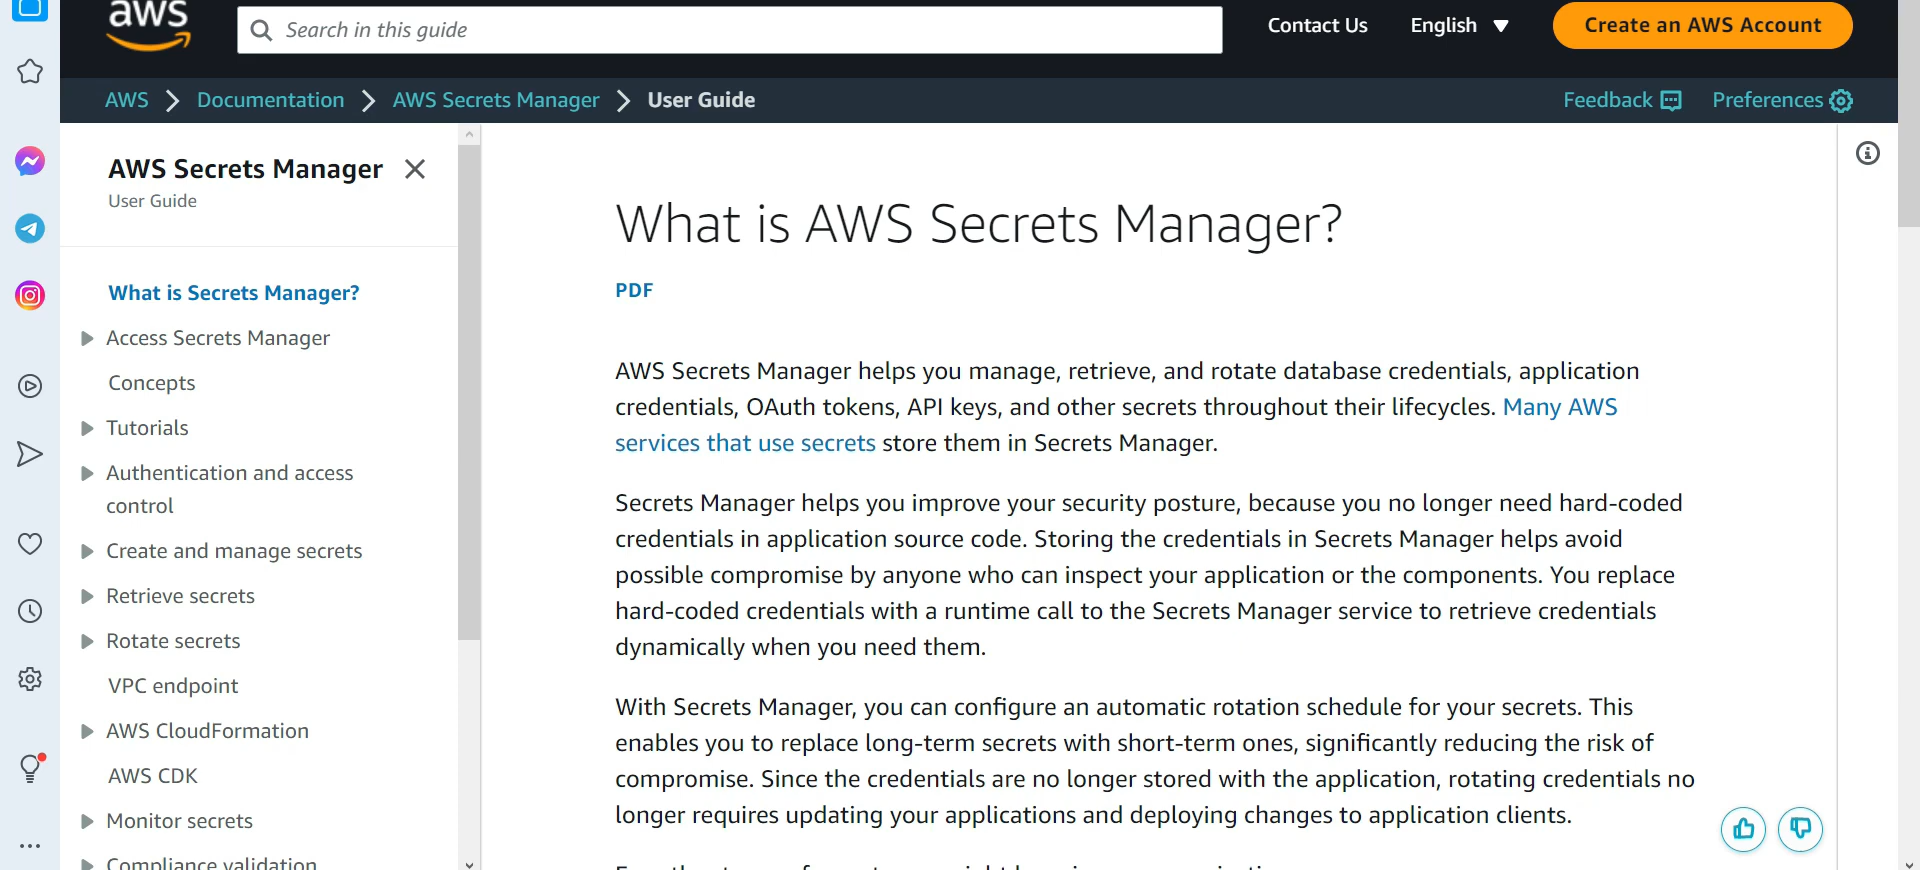 aws
Search in this guide
Contact Us
English
Create an AWS Account
AWS
Documentation
AWS Secrets Manager
User Guide
Feedback
Preferences
AWS Secrets Manager
User Guide
What is Secrets Manager?
Access Secrets Manager
Concepts
Tutorials
Authentication and access
control
Create and manage secrets
Retrieve secrets
Rotate secrets
VPC endpoint
AWS CloudFormation
AWS CDK
Monitor secrets
Compliance validation
What is AWS Secrets Manager?
PDF
AWS Secrets Manager helps you manage, retrieve, and rotate database credentials, application
credentials, OAuth tokens, API keys, and other secrets throughout their lifecycles. Many AWS
services that use secrets store them in Secrets Manager.
Secrets Manager helps you improve your security posture, because you no longer need hard-coded
credentials in application source code. Storing the credentials in Secrets Manager helps avoid
possible compromise by anyone who can inspect your application or the components. You replace
hard-coded credentials with a runtime call to the Secrets Manager service to retrieve credentials
dynamically when you need them.
With Secrets Manager, you can configure an automatic rotation schedule for your secrets. This
enables you to replace long-term secrets with short-term ones, significantly reducing the risk of
compromise. Since the credentials are no longer stored with the application, rotating credentials no
longer requires updating your applications and deploying changes to application clients.